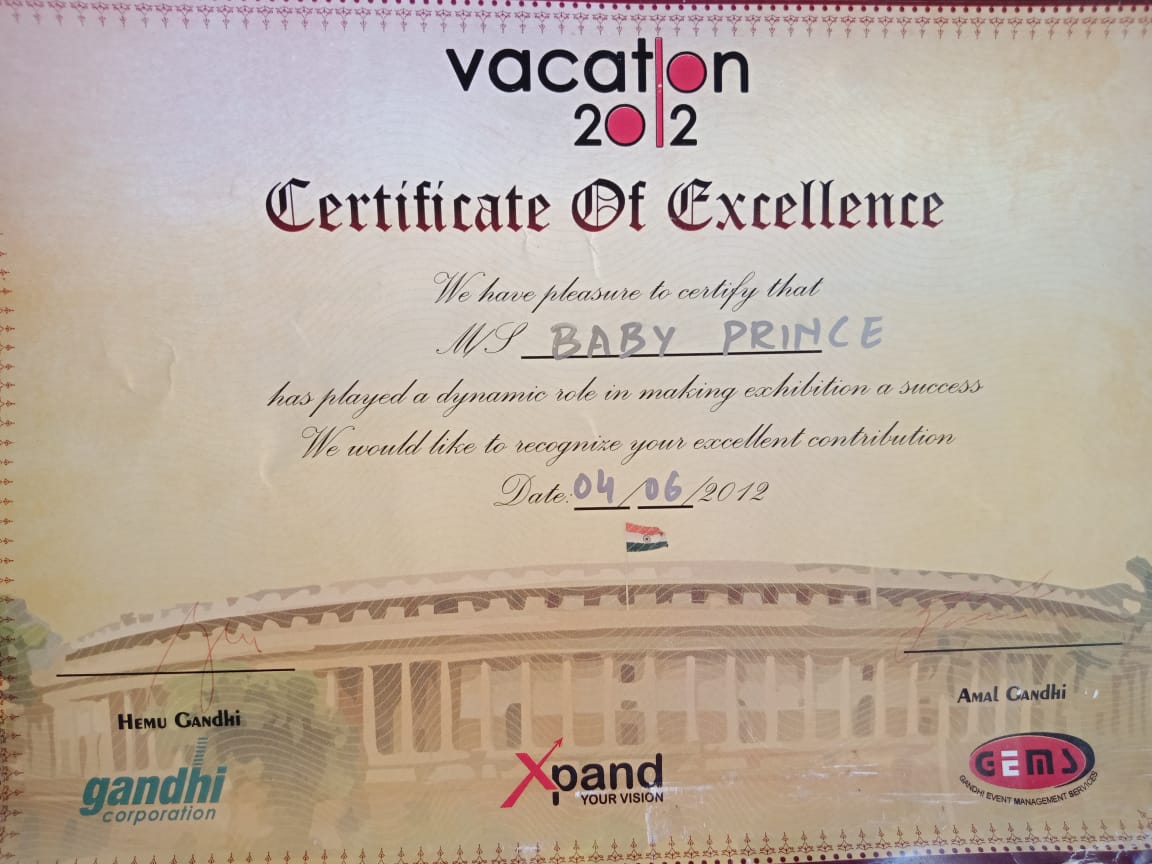 vacation
2012
Certificate Of Excellence
We have pleasure to certify that
M/S BABY PRINCE
has played a dynamic role in making exhibition a success
We would like to recognize your excellent contribution
Date: 04/06/2012
Hemu Gandhi
Amal Gandhi
gandhi
corporation
Xpand
YOUR VISION
GEMS
GANDHI EVENT MANAGEMENT SERVICES